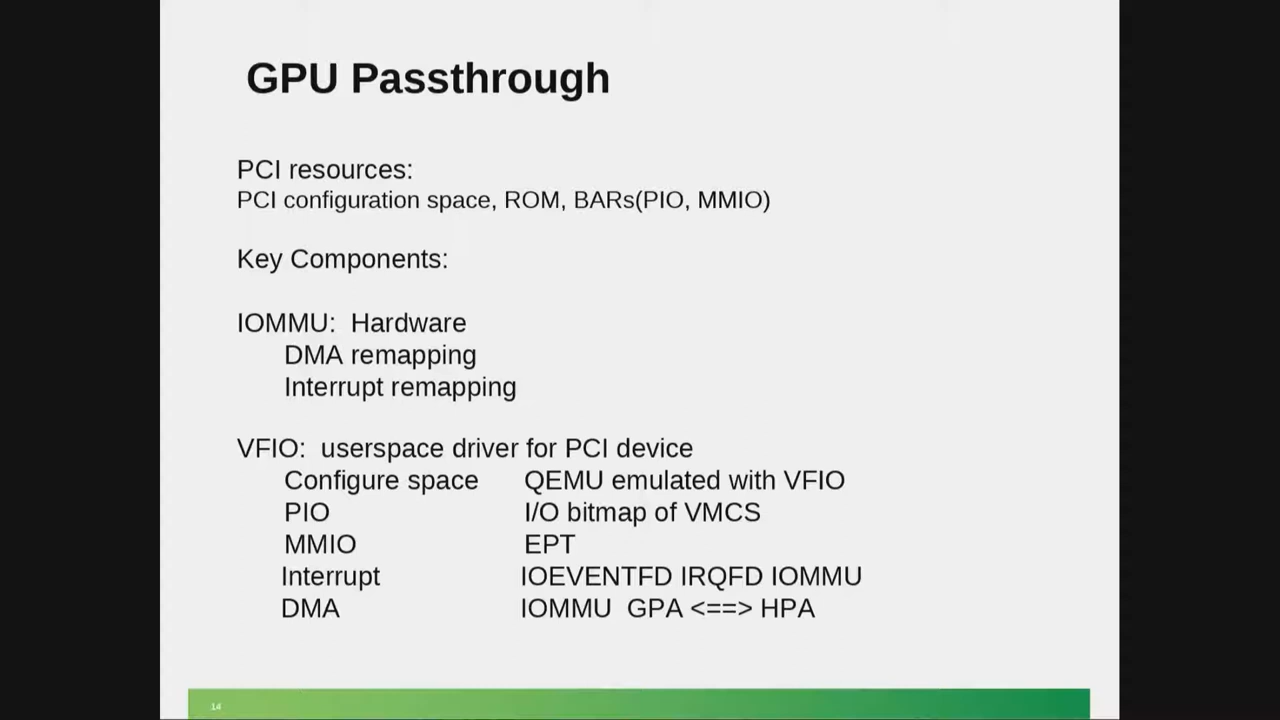 GPU Passthrough
PCI resources:
PCI configuration space, ROM, BARs(PIO, MMIO)
Key Components:
IOMMU: Hardware
DMA remapping
Interrupt remapping
VFIO: userspace driver for PCI device
Configure space QEMU emulated with VFIO
PIO I/O bitmap of VMCS
MMIO EPT
Interrupt IOEVENTFD IRQFD IOMMU
DMA IOMMU GPA <==> HPA
14